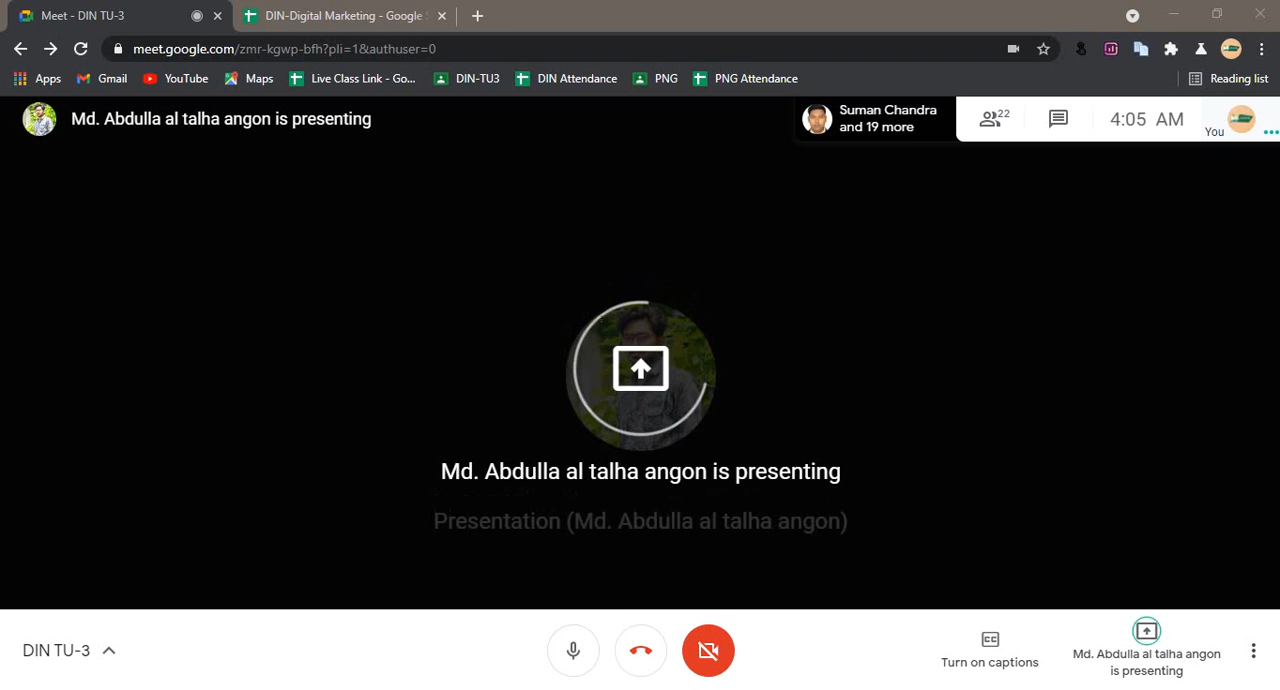 Meet - DIN TU-3
DIN-Digital Marketing - Google
meet.google.com/zmr-kgwp-bfh?pli=1&authuser=0
Apps Gmail YouTube Maps Live Class Link - Go... DIN-TU3 DIN Attendance PNG PNG Attendance Reading list
Md. Abdulla al talha angon is presenting
Suman Chandra
and 19 more
22
4:05 AM
You
Md. Abdulla al talha angon is presenting
Presentation (Md. Abdulla al talha angon)
DIN TU-3
CC
Turn on captions
Md. Abdulla al talha angon
is presenting